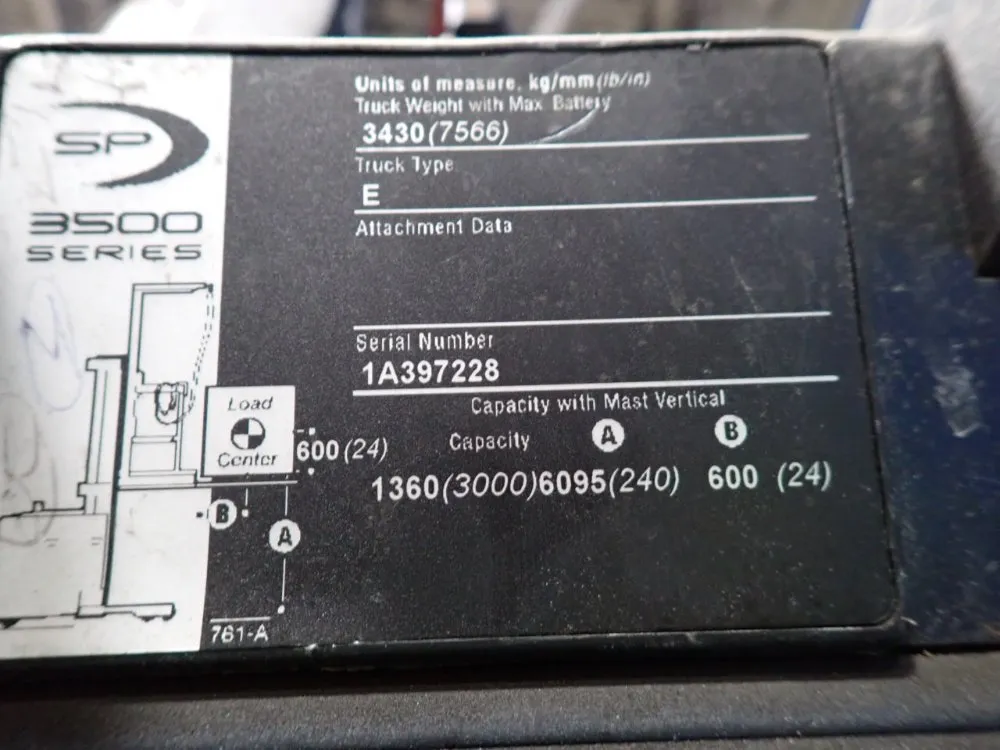 SP
3500
SERIES
Units of measure, kg/mm (lb/in)
Truck Weight with Max Battery
3430 (7566)
Truck Type
E
Attachment Data
Serial Number
1A397228
Capacity with Mast Vertical
Capacity A B
1360 (3000) 6095 (240) 600 (24)
Load
Center
600 (24)
B
A
761-A